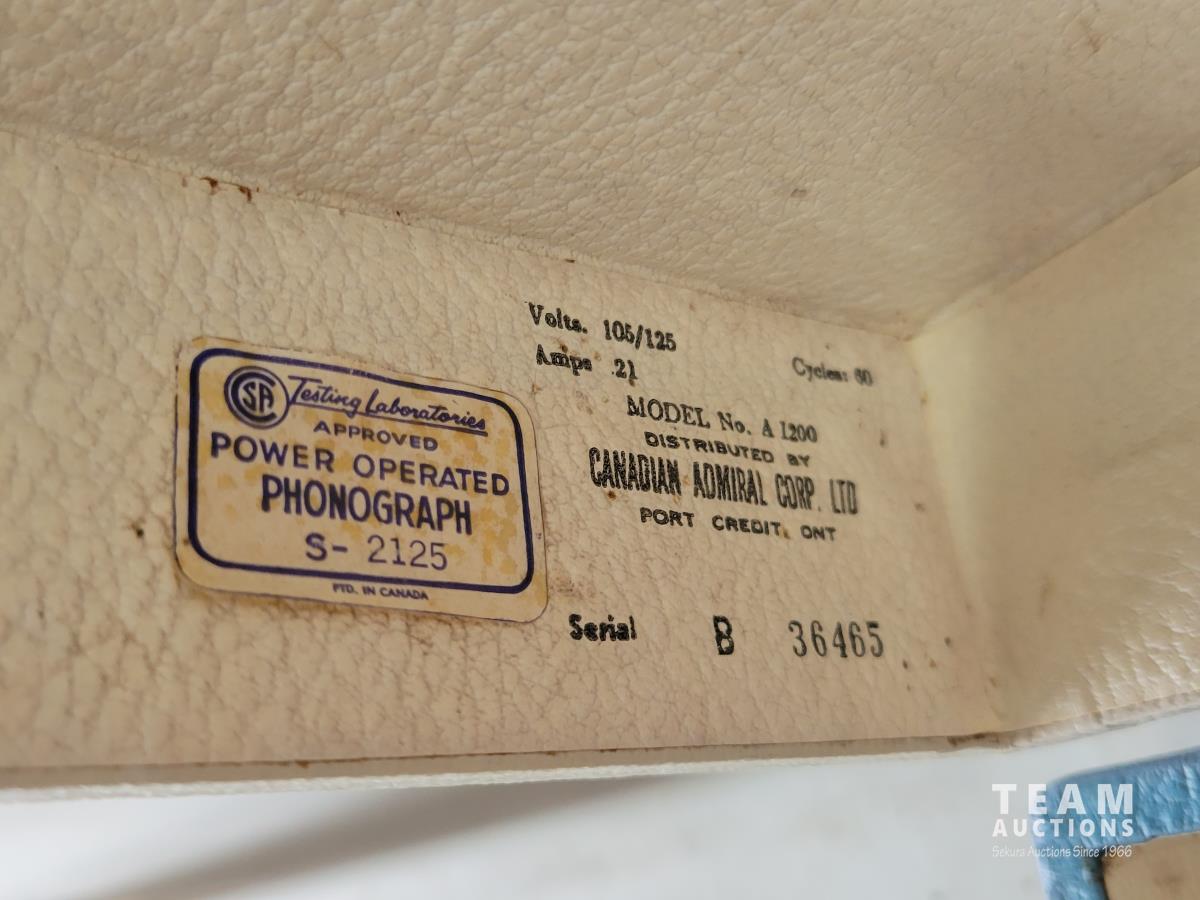 Volts. 105/125
Amps .21
Cycles: 60
MODEL No. A 1200
DISTRIBUTED BY
CANADIAN ADMIRAL CORP. LTD
PORT CREDIT, ONT
Serial B 36465
CSA Testing Laboratories
APPROVED
POWER OPERATED
PHONOGRAPH
S- 2125
PTD. IN CANADA
TEAM
AUCTIONS
Sekura Auctions Since 1966